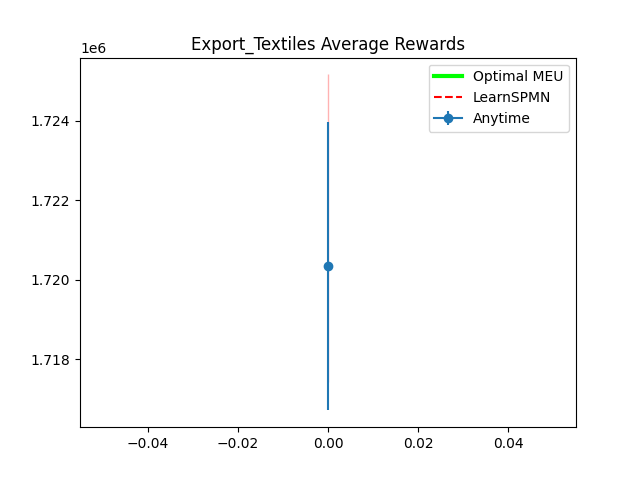 Export_Textiles Average Rewards
1e6
Optimal MEU
LearnSPMN
Anytime
1.724
1.722
1.720
1.718
−0.04
−0.02
0.00
0.02
0.04